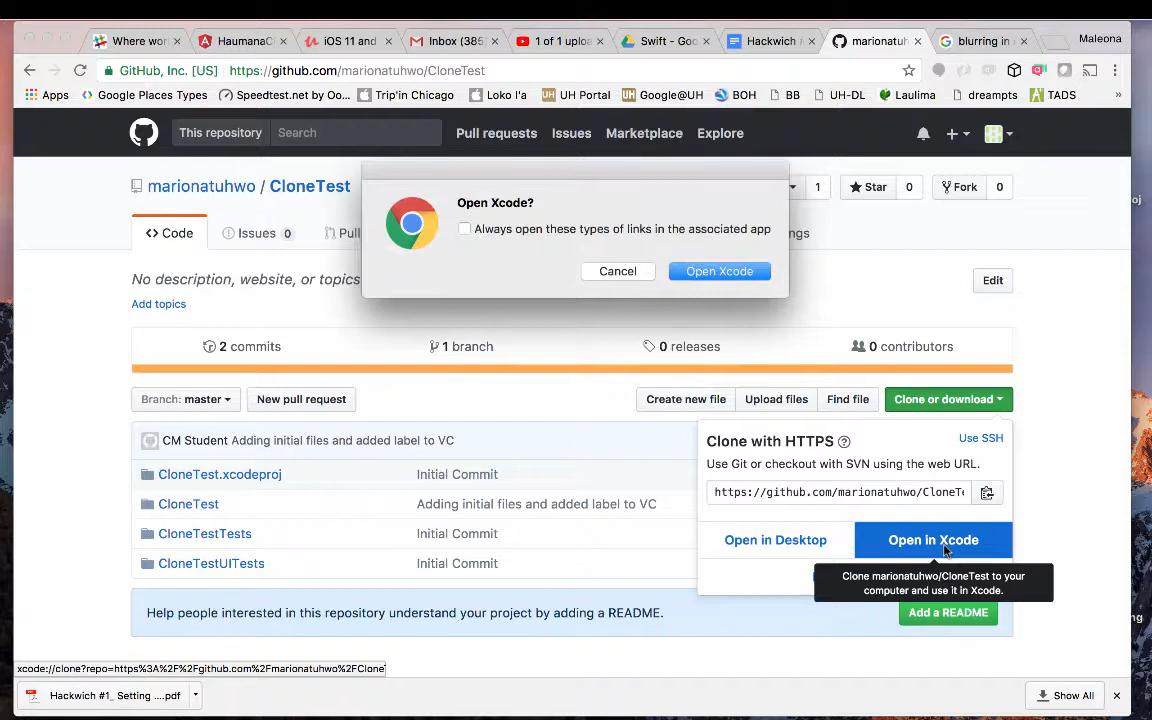 Where wor
HaumanaC
iOS 11 and
Inbox (385
1 of 1 uploa
Swift - Goo
Hackwich
marionatuh
blurring in
Maleona
GitHub, Inc. [US]
https://github.com/marionatuhwo/CloneTest
Apps
Google Places Types
Speedtest.net by Oo...
Trip'in Chicago
Loko I'a
UH Portal
Google@UH
BOH
BB
UH-DL
Laulima
dreampts
TADS
»
This repository
Search
Pull requests
Issues
Marketplace
Explore
marionatuhwo / CloneTest
1
Star
0
Fork
0
Open Xcode?
Always open these types of links in the associated app
Cancel
Open Xcode
Code
Issues 0
Pull
ngs
No description, website, or topics
Edit
Add topics
2 commits
1 branch
0 releases
0 contributors
Branch: master
New pull request
Create new file
Upload files
Find file
Clone or download
CM Student Adding initial files and added label to VC
CloneTest.xcodeproj
Initial Commit
CloneTest
Adding initial files and added label to VC
CloneTestTests
Initial Commit
CloneTestUITests
Initial Commit
Clone with HTTPS
Use SSH
Use Git or checkout with SVN using the web URL.
https://github.com/marionatuhwo/CloneTe
Open in Desktop
Open in Xcode
Clone marionatuhwo/CloneTest to your
computer and use it in Xcode.
Help people interested in this repository understand your project by adding a README.
Add a README
xcode://clone?repo=https%3A%2F%2Fgithub.com%2Fmarionatuhwo%2FClone
Hackwich #1_ Setting ....pdf
Show All
oj
ng